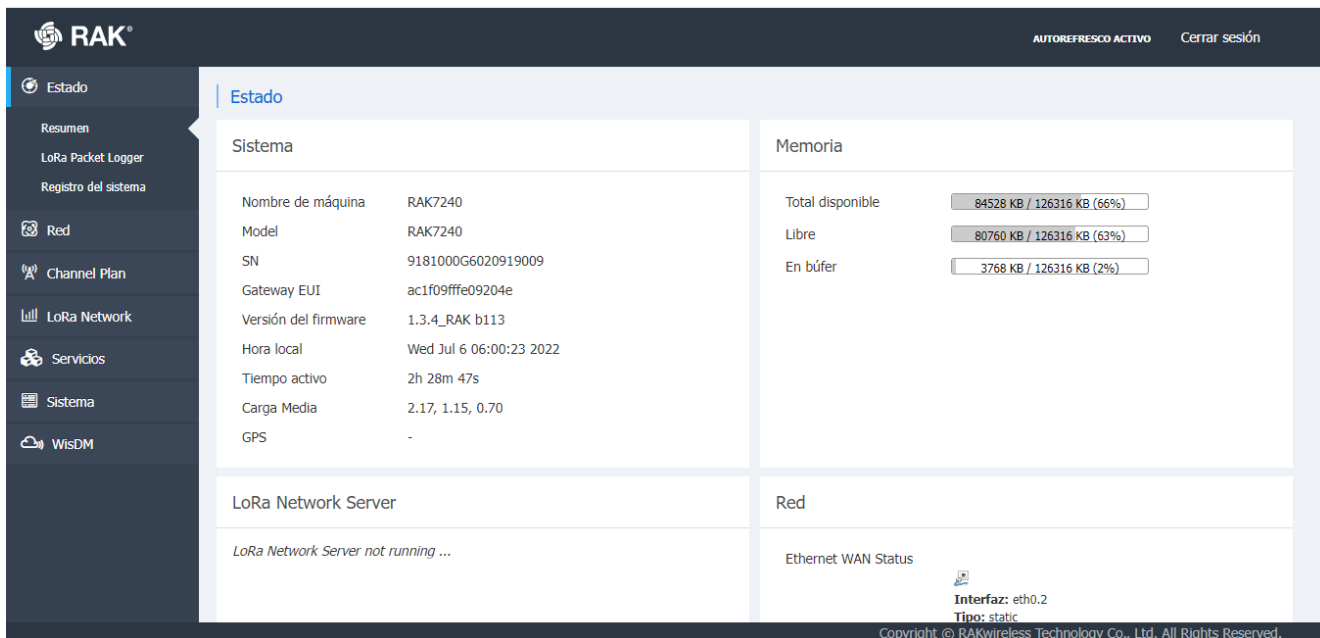 RAK®
AUTOREFRESCO ACTIVO
Cerrar sesión
Estado
Resumen
LoRa Packet Logger
Registro del sistema
Red
Channel Plan
LoRa Network
Servicios
Sistema
WisDM
Estado
Sistema
Nombre de máquina RAK7240
Model RAK7240
SN 9181000G6020919009
Gateway EUI ac1f09fffe09204e
Versión del firmware 1.3.4_RAK b113
Hora local Wed Jul 6 06:00:23 2022
Tiempo activo 2h 28m 47s
Carga Media 2.17, 1.15, 0.70
GPS -
Memoria
Total disponible 84528 KB / 126316 KB (66%)
Libre 80760 KB / 126316 KB (63%)
En búfer 3768 KB / 126316 KB (2%)
LoRa Network Server
LoRa Network Server not running ...
Red
Ethernet WAN Status
Interfaz: eth0.2
Tipo: static
Copyright © RAKwireless Technology Co., Ltd. All Rights Reserved.